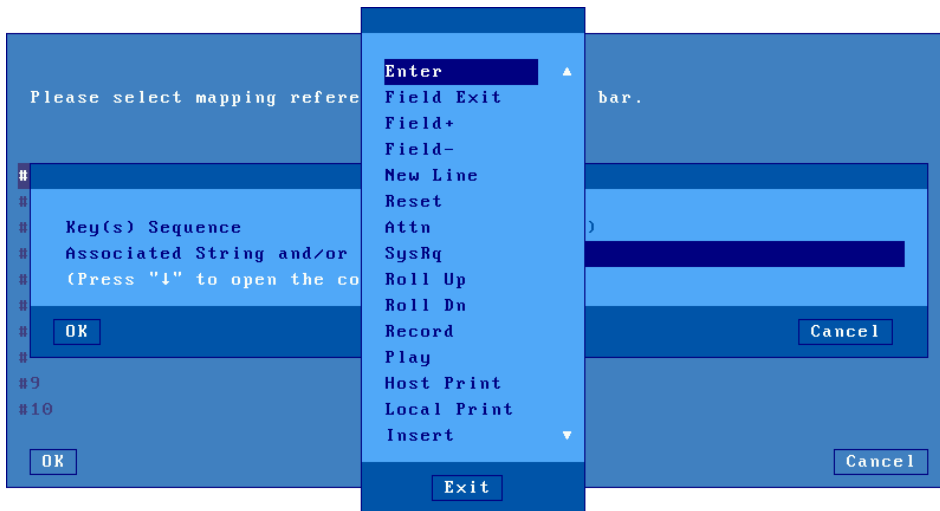 Please select mapping refere bar.
Enter ▲
Field Exit
Field+
Field-
New Line
Reset
Attn
SysRq
Roll Up
Roll Dn
Record
Play
Host Print
Local Print
Insert ▼
Exit
#
#
#
#
#
#
#
#
#9
#10
Key(s) Sequence )
Associated String and/or
(Press "↓" to open the co
OK Cancel
OK Cancel